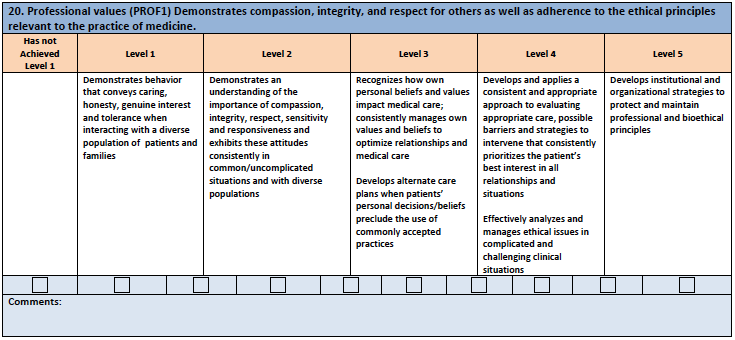 20. Professional values (PROF1) Demonstrates compassion, integrity, and respect for others as well as adherence to the ethical principles
relevant to the practice of medicine.
Has not
Achieved
Level 1
Level 1
Level 2
Level 3
Level 4
Level 5
Demonstrates behavior
that conveys caring,
honesty, genuine interest
and tolerance when
interacting with a diverse
population of patients and
families
Demonstrates an
understanding of the
importance of compassion,
integrity, respect, sensitivity
and responsiveness and
exhibits these attitudes
consistently in
common/uncomplicated
situations and with diverse
populations
Recognizes how own
personal beliefs and values
impact medical care;
consistently manages own
values and beliefs to
optimize relationships and
medical care
Develops alternate care
plans when patients'
personal decisions/beliefs
preclude the use of
commonly accepted
practices
Develops and applies a
consistent and appropriate
approach to evaluating
appropriate care, possible
barriers and strategies to
intervene that consistently
prioritizes the patient's
best interest in all
relationships and
situations
Effectively analyzes and
manages ethical issues in
complicated and
challenging clinical
situations
Develops institutional and
organizational strategies to
protect and maintain
professional and bioethical
principles
Comments: